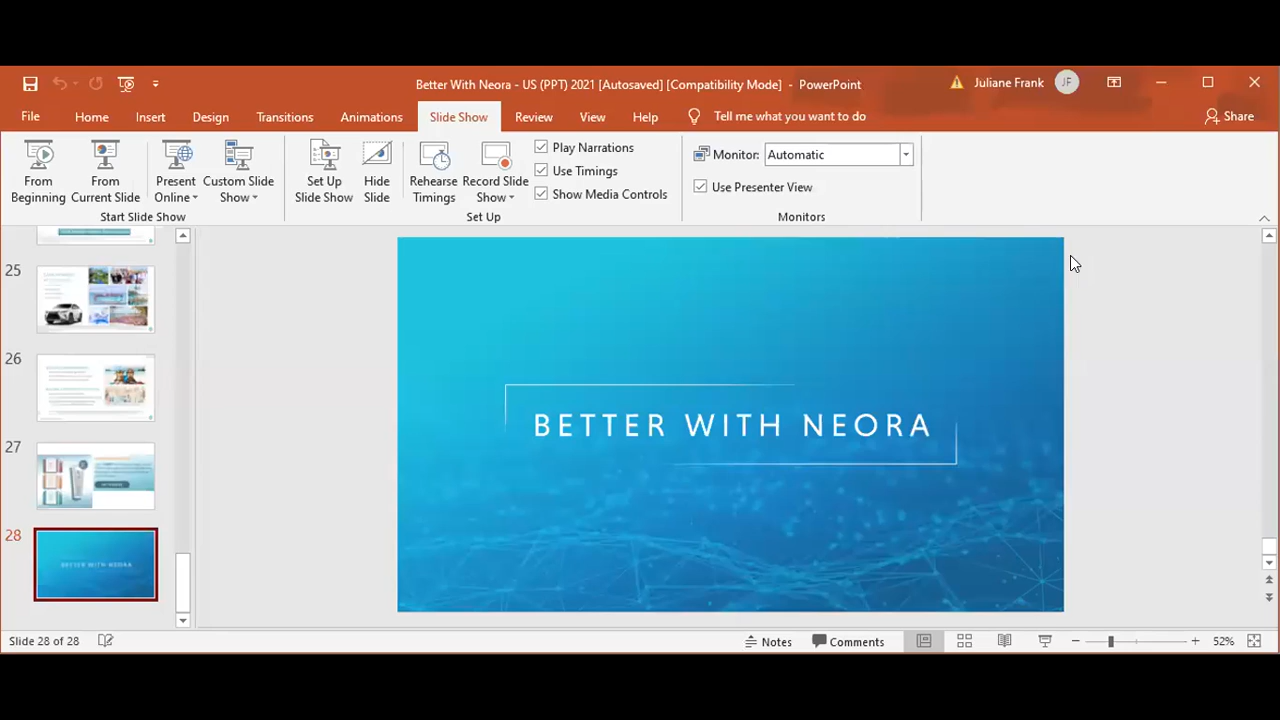 Better With Neora - US (PPT) 2021 [Autosaved] [Compatibility Mode] - PowerPoint
Juliane Frank JF
File Home Insert Design Transitions Animations Slide Show Review View Help Tell me what you want to do Share
From Beginning
From Current Slide
Present Online
Custom Slide Show
Start Slide Show
Set Up Slide Show
Hide Slide
Rehearse Timings
Record Slide Show
Play Narrations
Use Timings
Show Media Controls
Set Up
Monitor: Automatic
Use Presenter View
Monitors
25
26
27
28
BETTER WITH NEORA
BETTER WITH NEORA
Slide 28 of 28 Notes Comments 52%